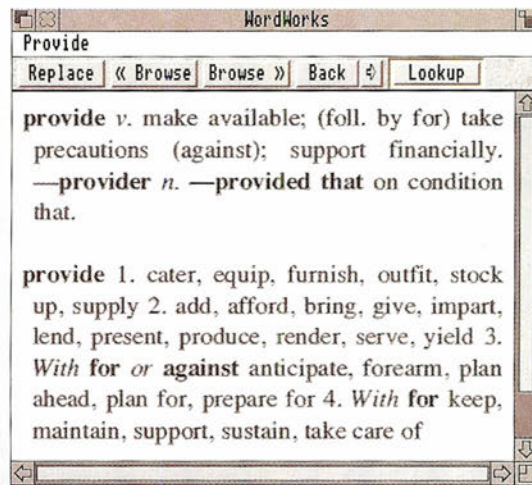 WordWorks
Provide
Replace « Browse Browse » Back Lookup
provide v. make available; (foll. by for) take
precautions (against); support financially.
—provider n. —provided that on condition
that.
provide 1. cater, equip, furnish, outfit, stock
up, supply 2. add, afford, bring, give, impart,
lend, present, produce, render, serve, yield 3.
With for or against anticipate, forearm, plan
ahead, plan for, prepare for 4. With for keep,
maintain, support, sustain, take care of